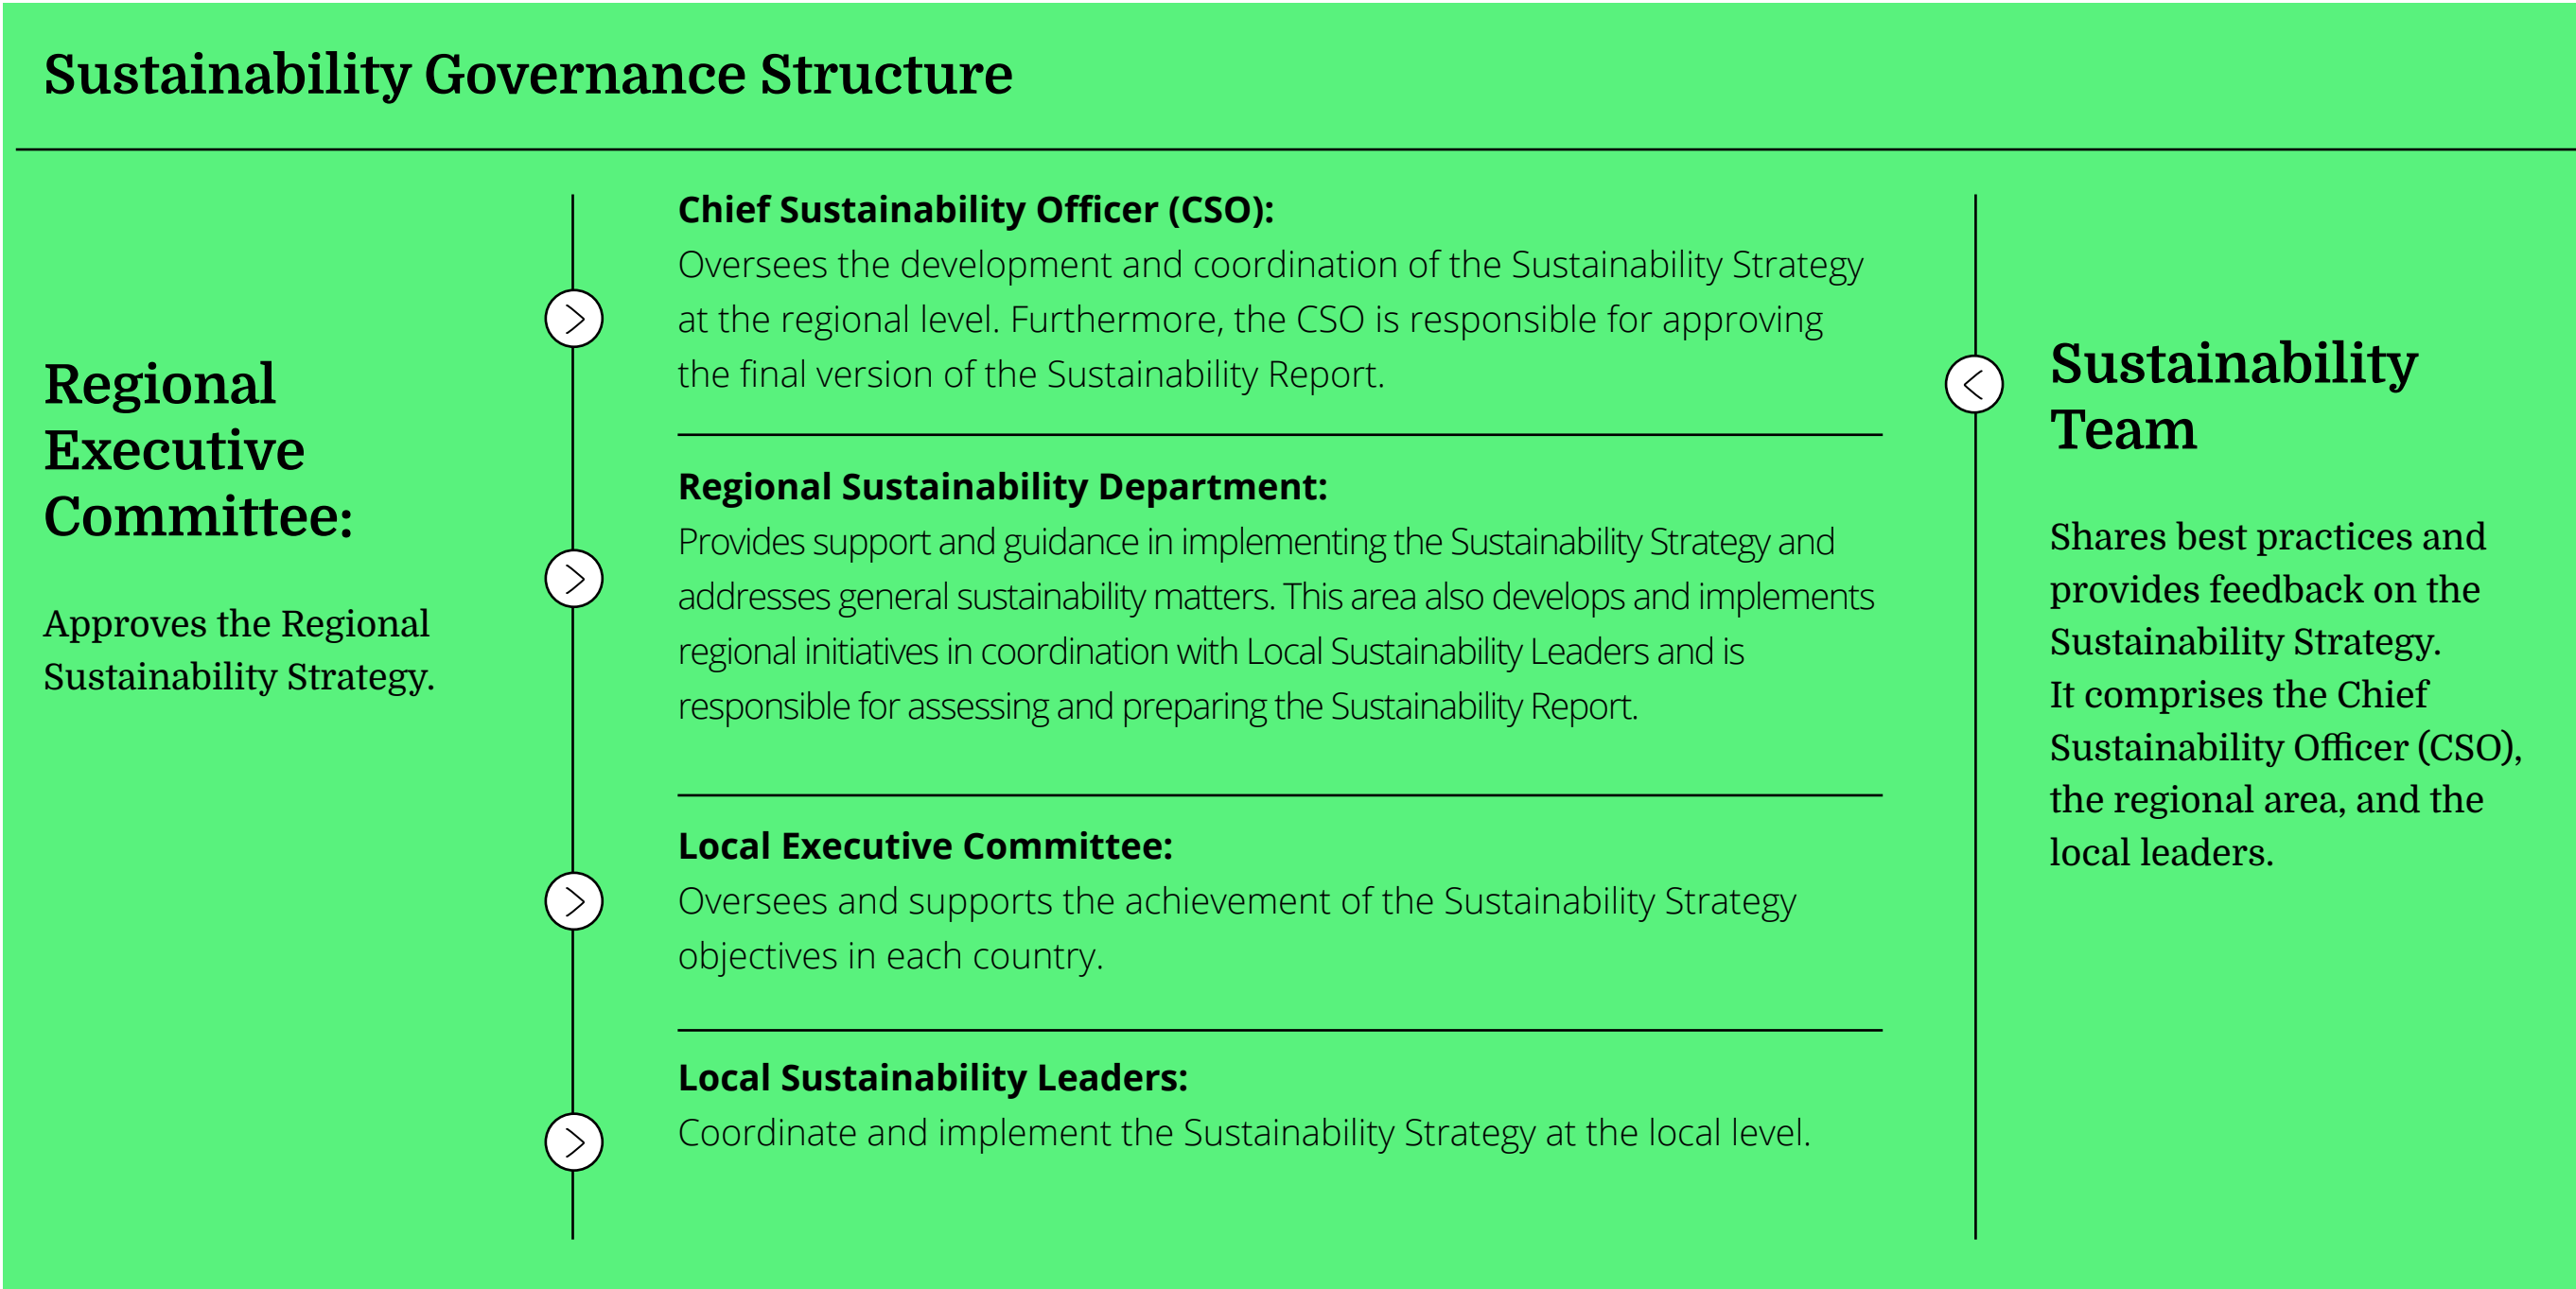 Sustainability Governance Structure
Regional
Executive
Committee:
Approves the Regional
Sustainability Strategy.
Chief Sustainability Officer (CSO):
Oversees the development and coordination of the Sustainability Strategy
at the regional level. Furthermore, the CSO is responsible for approving
the final version of the Sustainability Report.
Regional Sustainability Department:
Provides support and guidance in implementing the Sustainability Strategy and
addresses general sustainability matters. This area also develops and implements
regional initiatives in coordination with Local Sustainability Leaders and is
responsible for assessing and preparing the Sustainability Report.
Local Executive Committee:
Oversees and supports the achievement of the Sustainability Strategy
objectives in each country.
Local Sustainability Leaders:
Coordinate and implement the Sustainability Strategy at the local level.
Sustainability
Team
Shares best practices and
provides feedback on the
Sustainability Strategy.
It comprises the Chief
Sustainability Officer (CSO),
the regional area, and the
local leaders.